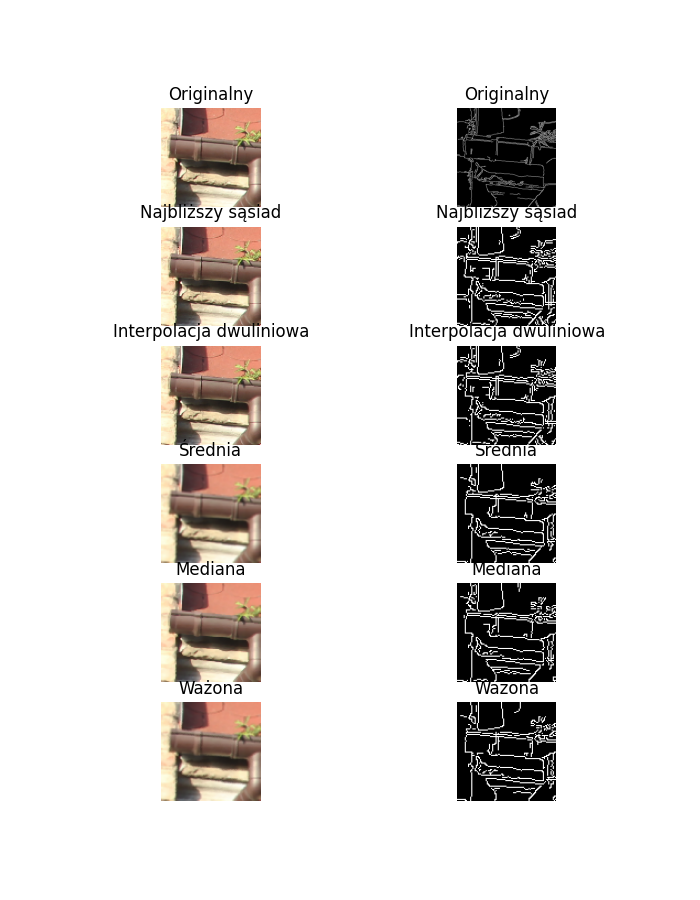 Originalny Originalny
Najbliższy sąsiad Najbliższy sąsiad
Interpolacja dwuliniowa Interpolacja dwuliniowa
Średnia Średnia
Mediana Mediana
Ważona Ważona